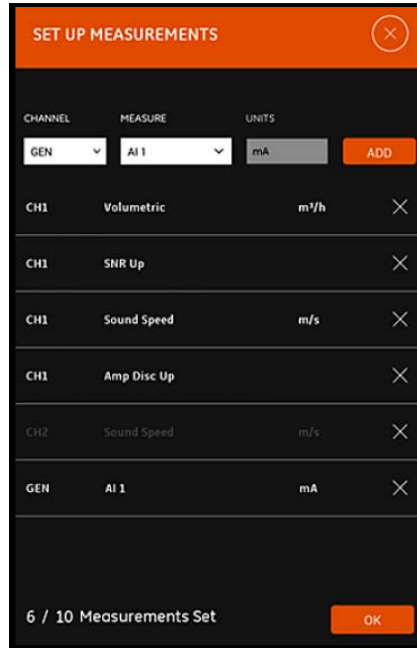 SET UP MEASUREMENTS
CHANNEL MEASURE UNITS
GEN AI 1 mA ADD
CH1 Volumetric m³/h
CH1 SNR Up
CH1 Sound Speed m/s
CH1 Amp Disc Up
CH2 Sound Speed m/s
GEN AI 1 mA
6 / 10 Measurements Set OK